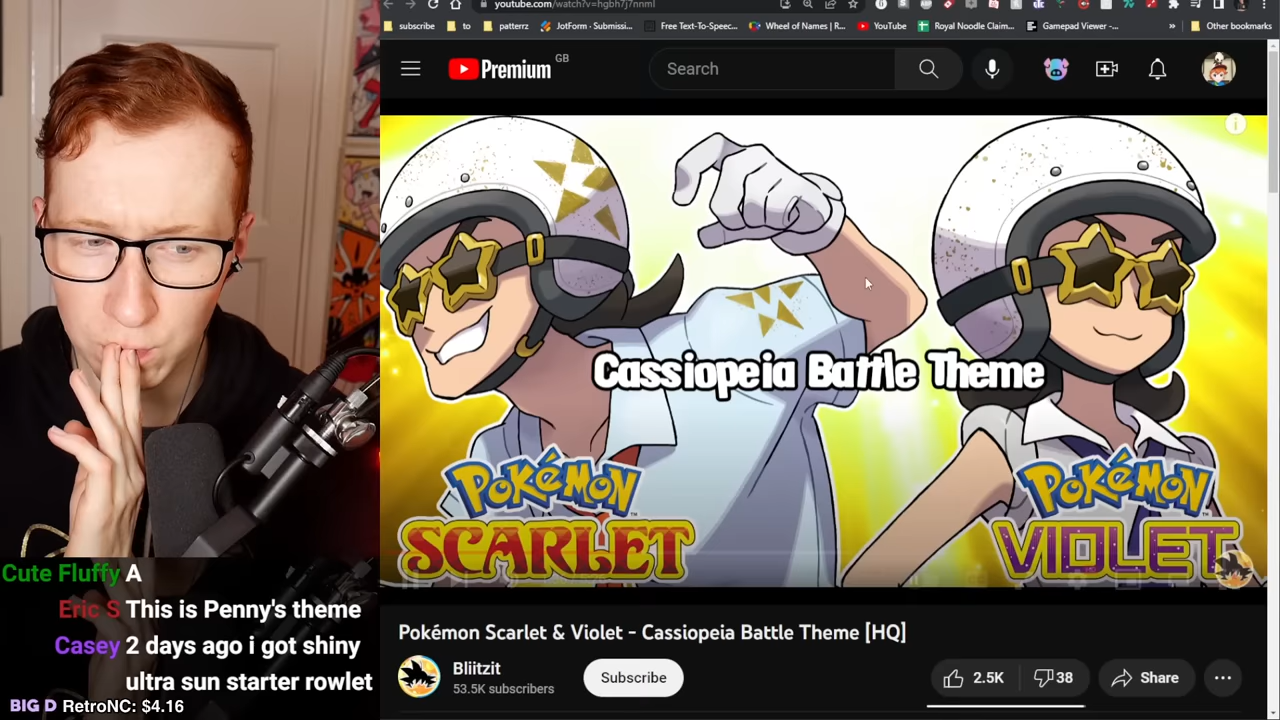 youtube.com/watch?v=hgbh7j7nnmI
subscribe to patterrz JotForm - Submissi... Free Text-To-Speec... Wheel of Names | R... YouTube Royal Noodle Claim... Gamepad Viewer -... » Other bookmarks
Premium GB
Search
Cassiopeia Battle Theme
POKÉMON POKÉMON
SCARLET VIOLET
Pokémon Scarlet & Violet - Cassiopeia Battle Theme [HQ]
Bliitzit
53.5K subscribers
Subscribe
2.5K 38 Share
Cute Fluffy A
Eric S This is Penny's theme
Casey 2 days ago i got shiny
ultra sun starter rowlet
BIG D RetroNC: $4.16